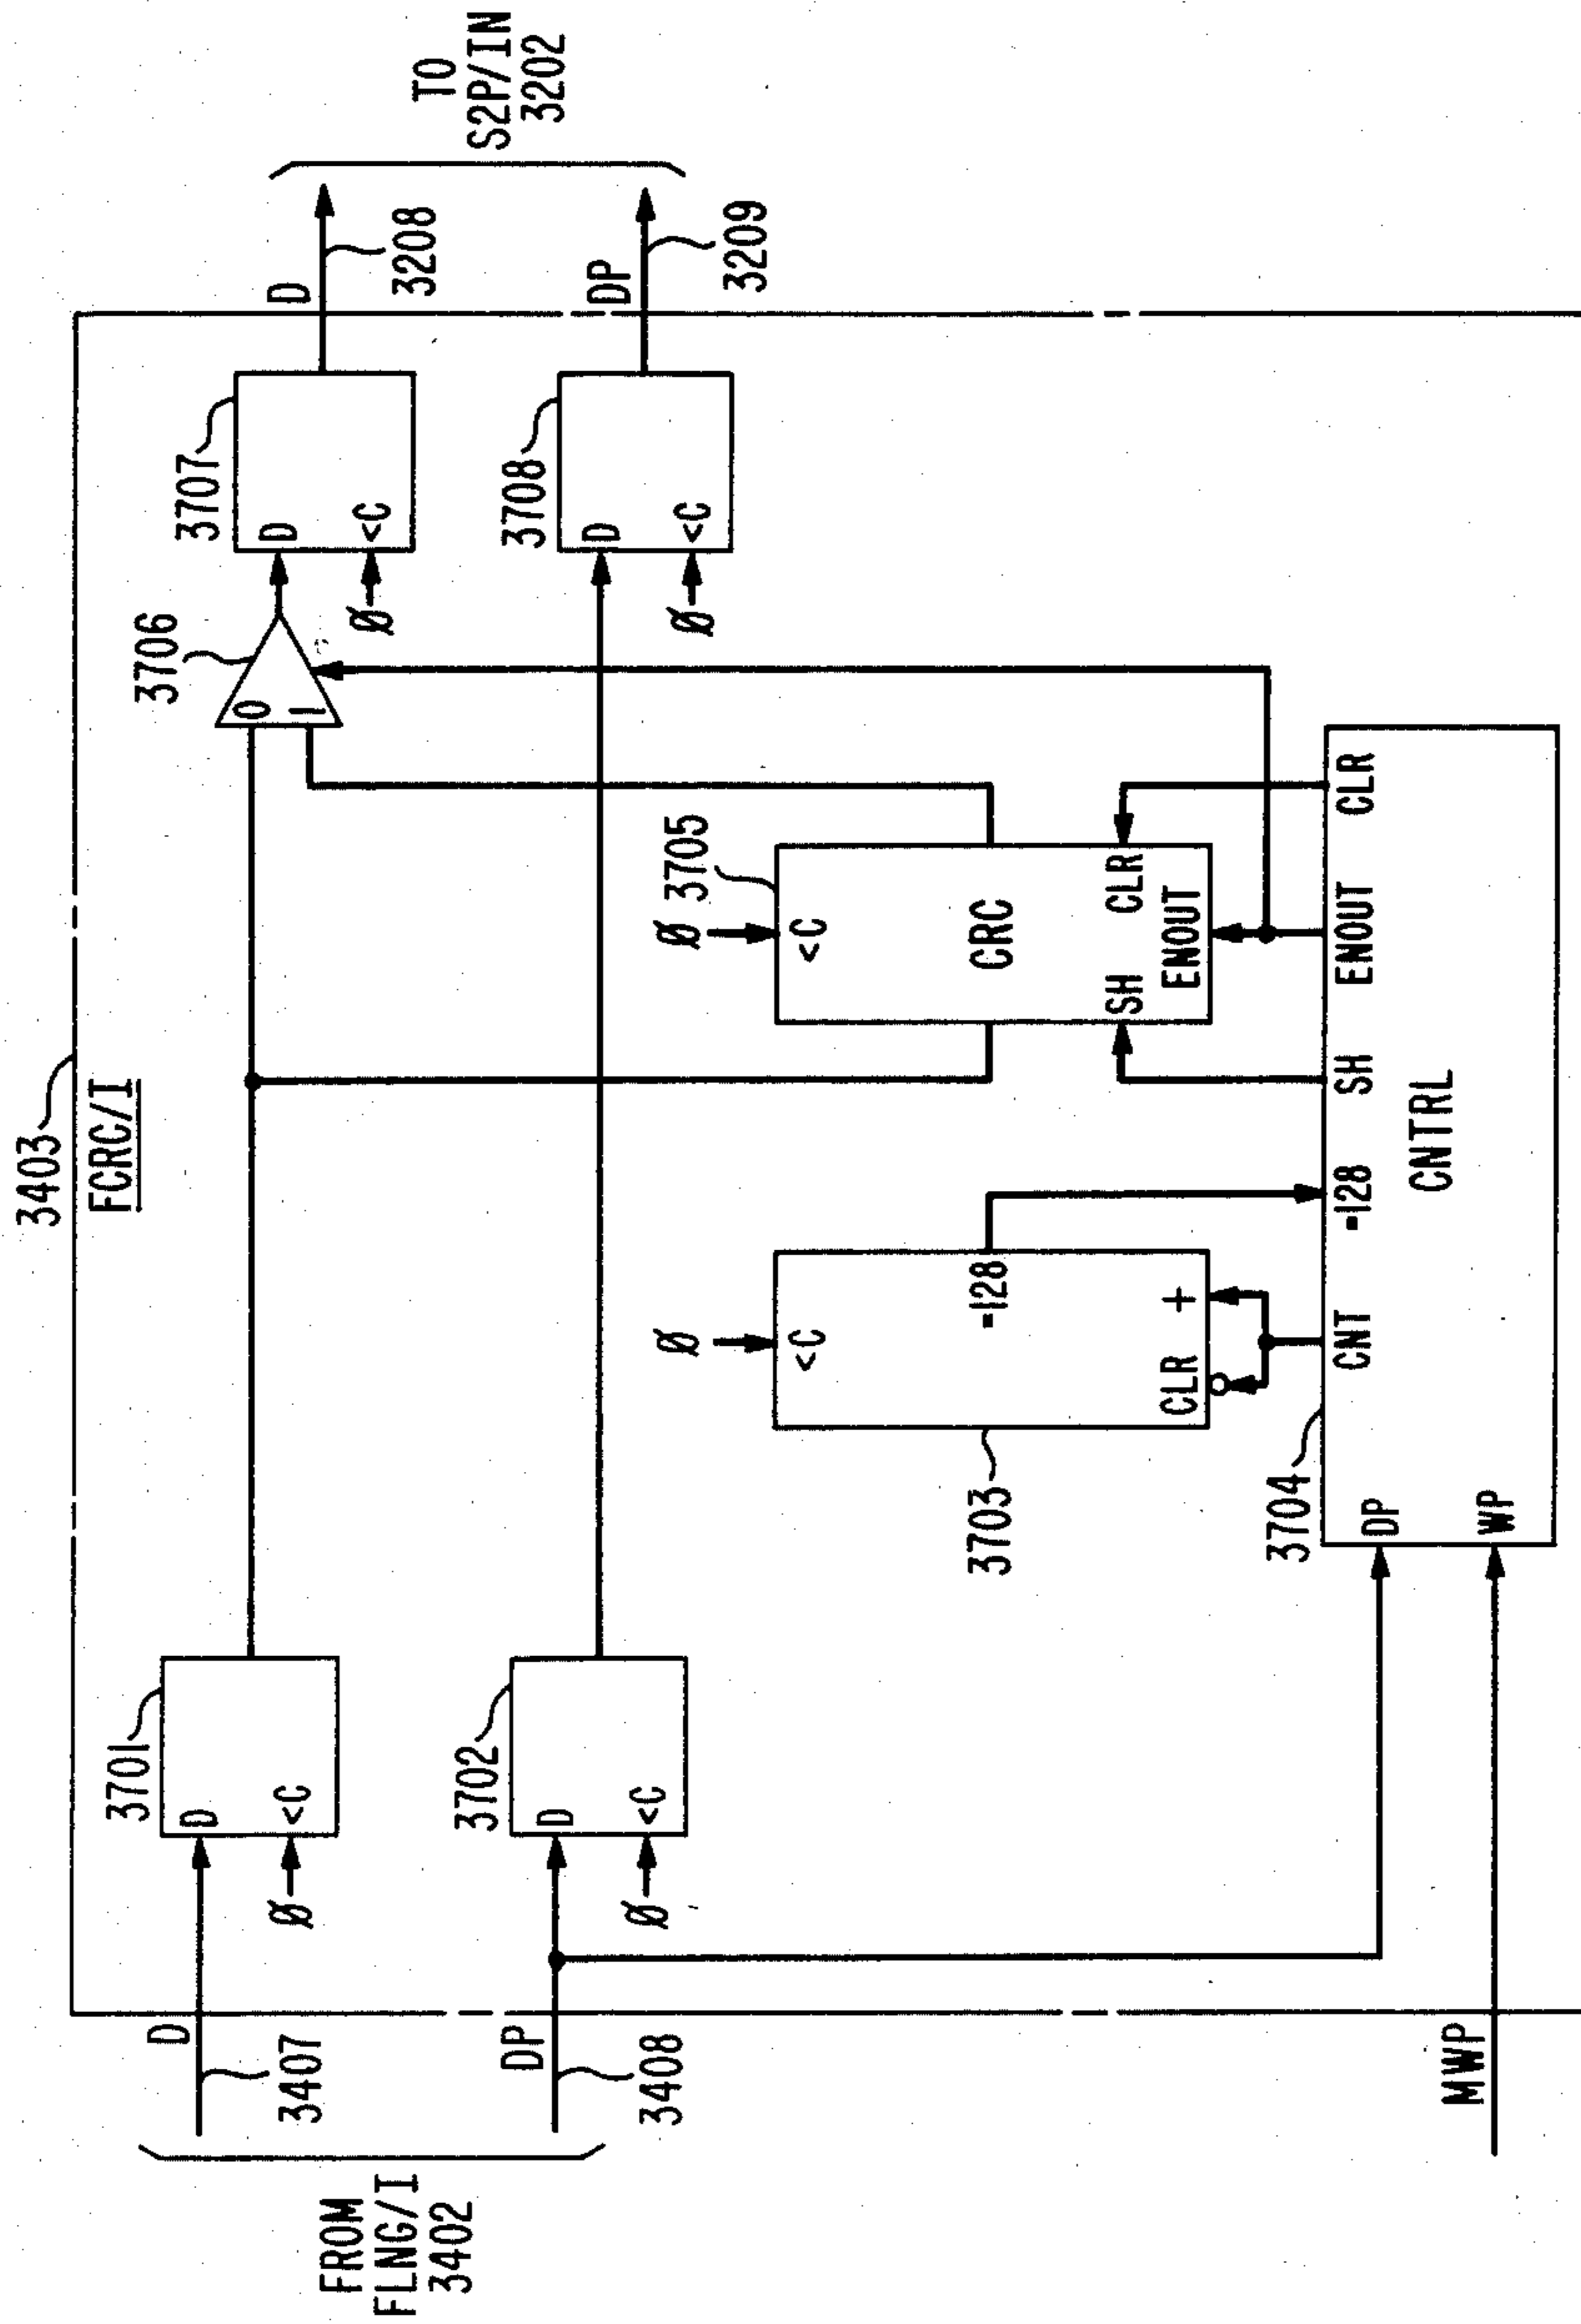 3403
FCRC/I
FROM
FLNG/I
3402
D
3407
DP
3408
MWP
3701
D
<C
Ø
3702
D
<C
Ø
3703
<C
Ø
=128
CLR
+
3704
DP
WP
CNT
=128
SH
ENOUT
CLR
CNTRL
3705
Ø
<C
CRC
SH
CLR
ENOUT
3706
0
1
3707
D
<C
Ø
3708
D
<C
Ø
D
3208
DP
3209
TO
S2P/IN
3202